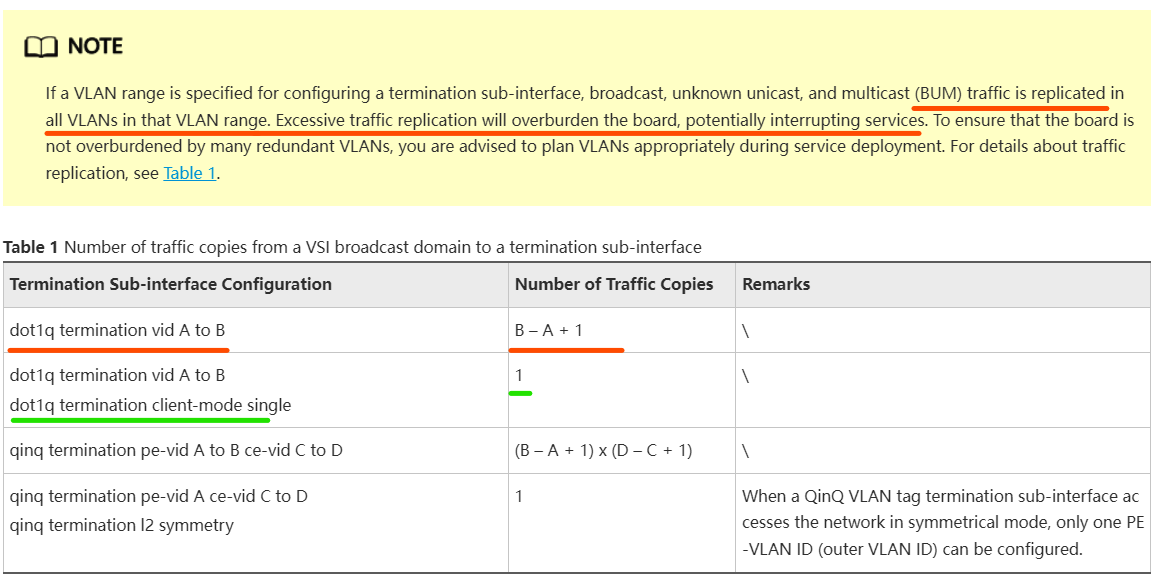 NOTE
If a VLAN range is specified for configuring a termination sub-interface, broadcast, unknown unicast, and multicast (BUM) traffic is replicated in
all VLANs in that VLAN range. Excessive traffic replication will overburden the board, potentially interrupting services. To ensure that the board is
not overburdened by many redundant VLANs, you are advised to plan VLANs appropriately during service deployment. For details about traffic
replication, see Table 1.
Table 1 Number of traffic copies from a VSI broadcast domain to a termination sub-interface
Termination Sub-interface Configuration Number of Traffic Copies Remarks
dot1q termination vid A to B B – A + 1 \
dot1q termination vid A to B 1 \
dot1q termination client-mode single
qinq termination pe-vid A to B ce-vid C to D (B – A + 1) x (D – C + 1) \
qinq termination pe-vid A ce-vid C to D 1 When a QinQ VLAN tag termination sub-interface ac
qinq termination l2 symmetry cesses the network in symmetrical mode, only one PE
-VLAN ID (outer VLAN ID) can be configured.